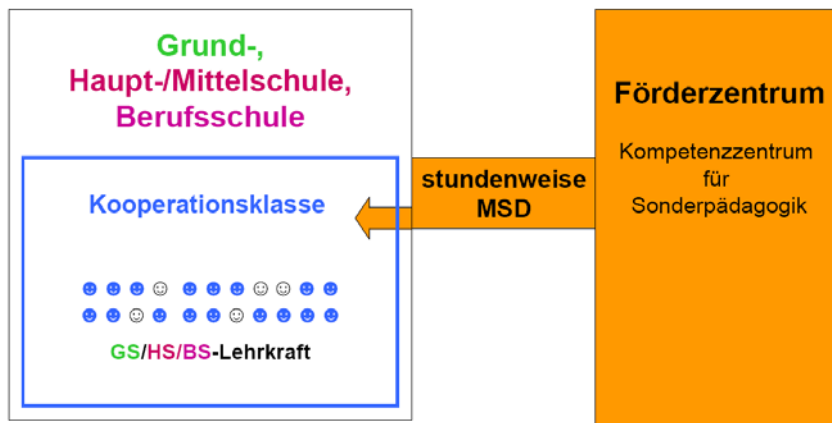 Grund-,
Haupt-/Mittelschule,
Berufsschule
Kooperationsklasse
GS/HS/BS-Lehrkraft
stundenweise
MSD
Förderzentrum
Kompetenzzentrum
für
Sonderpädagogik